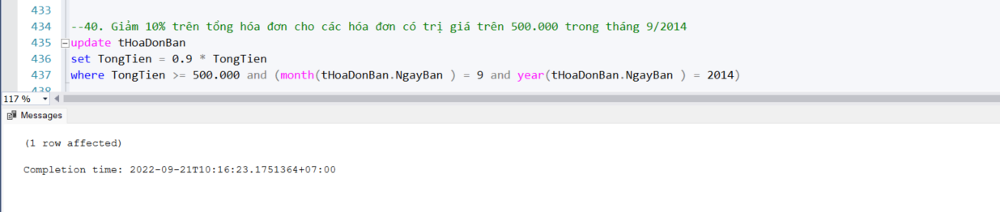 433
434 --40. Giảm 10% trên tổng hóa đơn cho các hóa đơn có trị giá trên 500.000 trong tháng 9/2014
435 update tHoaDonBan
436 set TongTien = 0.9 * TongTien
437 where TongTien >= 500.000 and (month(tHoaDonBan.NgayBan ) = 9 and year(tHoaDonBan.NgayBan ) = 2014)
438
117 %
Messages
(1 row affected)
Completion time: 2022-09-21T10:16:23.1751364+07:00